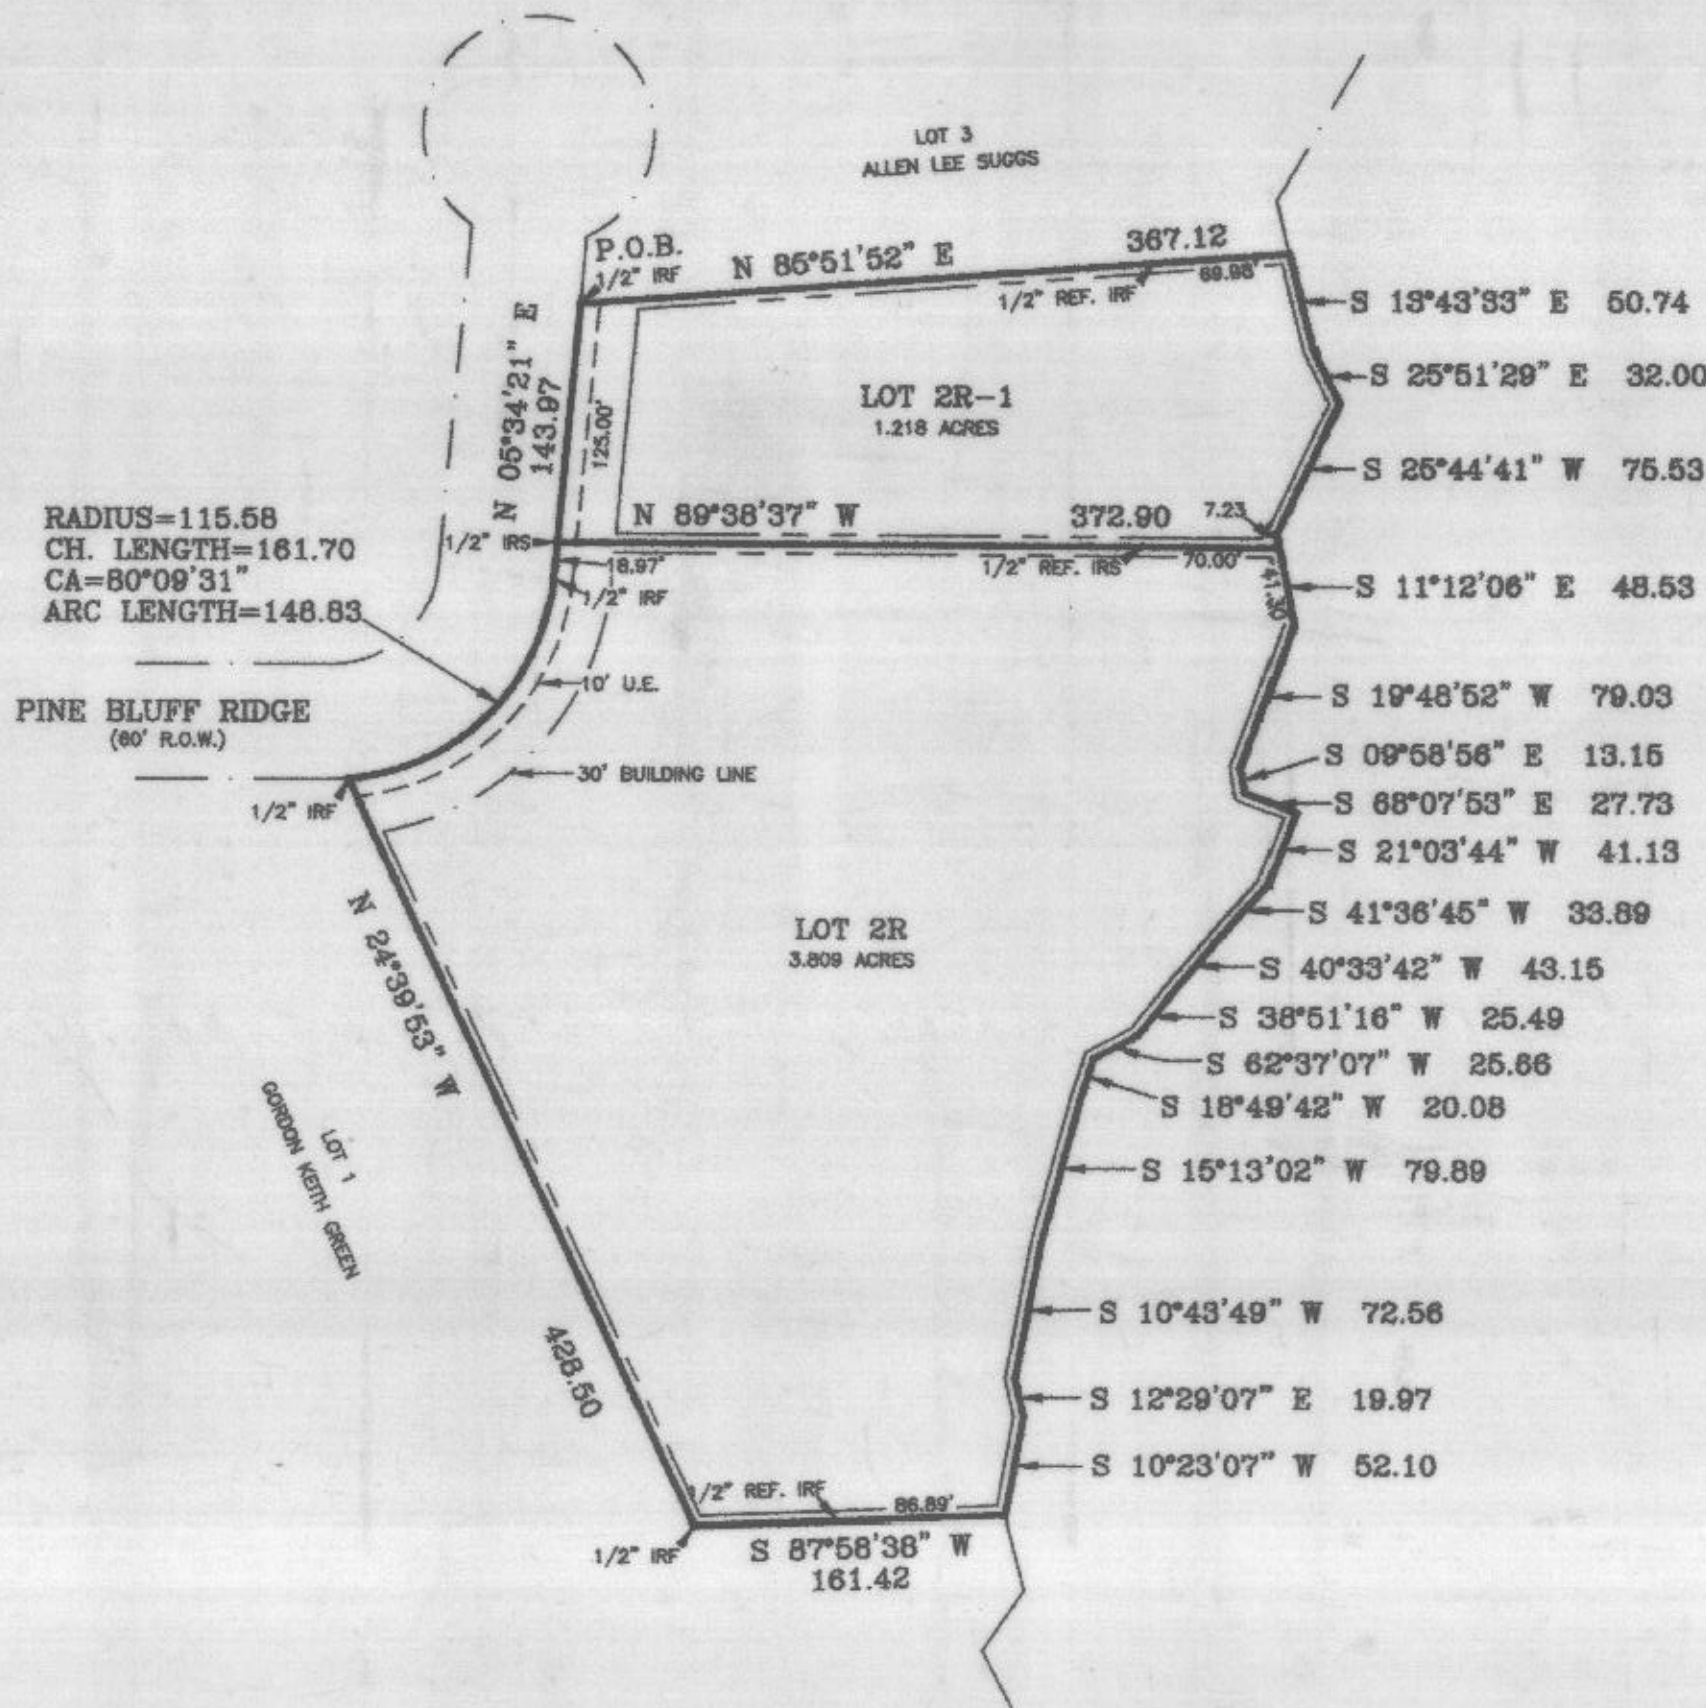 LOT 3
ALLEN LEE SUGGS
P.O.B.
1/2" IRF
N 85°51'52" E
367.12
69.98'
1/2" REF. IRF
S 13°43'33" E 50.74
S 25°51'29" E 32.00
N 05°34'21" E
143.97
125.00'
LOT 2R-1
1.218 ACRES
S 25°44'41" W 75.53
RADIUS=115.58
CH. LENGTH=161.70
CA=80°09'31"
ARC LENGTH=148.83
N 89°38'37" W
372.90
7.23
1/2" IRS
18.97'
1/2" REF. IRS
70.00'
1/2" IRF
41.30
S 11°12'06" E 48.53
10' U.E.
PINE BLUFF RIDGE
(60' R.O.W.)
S 19°48'52" W 79.03
S 09°58'56" E 13.15
30' BUILDING LINE
1/2" IRF
S 68°07'53" E 27.73
S 21°03'44" W 41.13
S 41°36'45" W 33.89
LOT 2R
3.809 ACRES
S 40°33'42" W 43.15
N 24°39'53" W
S 38°51'16" W 25.49
S 62°37'07" W 25.66
S 18°49'42" W 20.08
LOT 1
GORDON KEITH GREEN
S 15°13'02" W 79.89
S 10°43'49" W 72.56
428.50
S 12°29'07" E 19.97
S 10°23'07" W 52.10
1/2" REF. IRF
86.89'
1/2" IRF
S 87°58'38" W
161.42